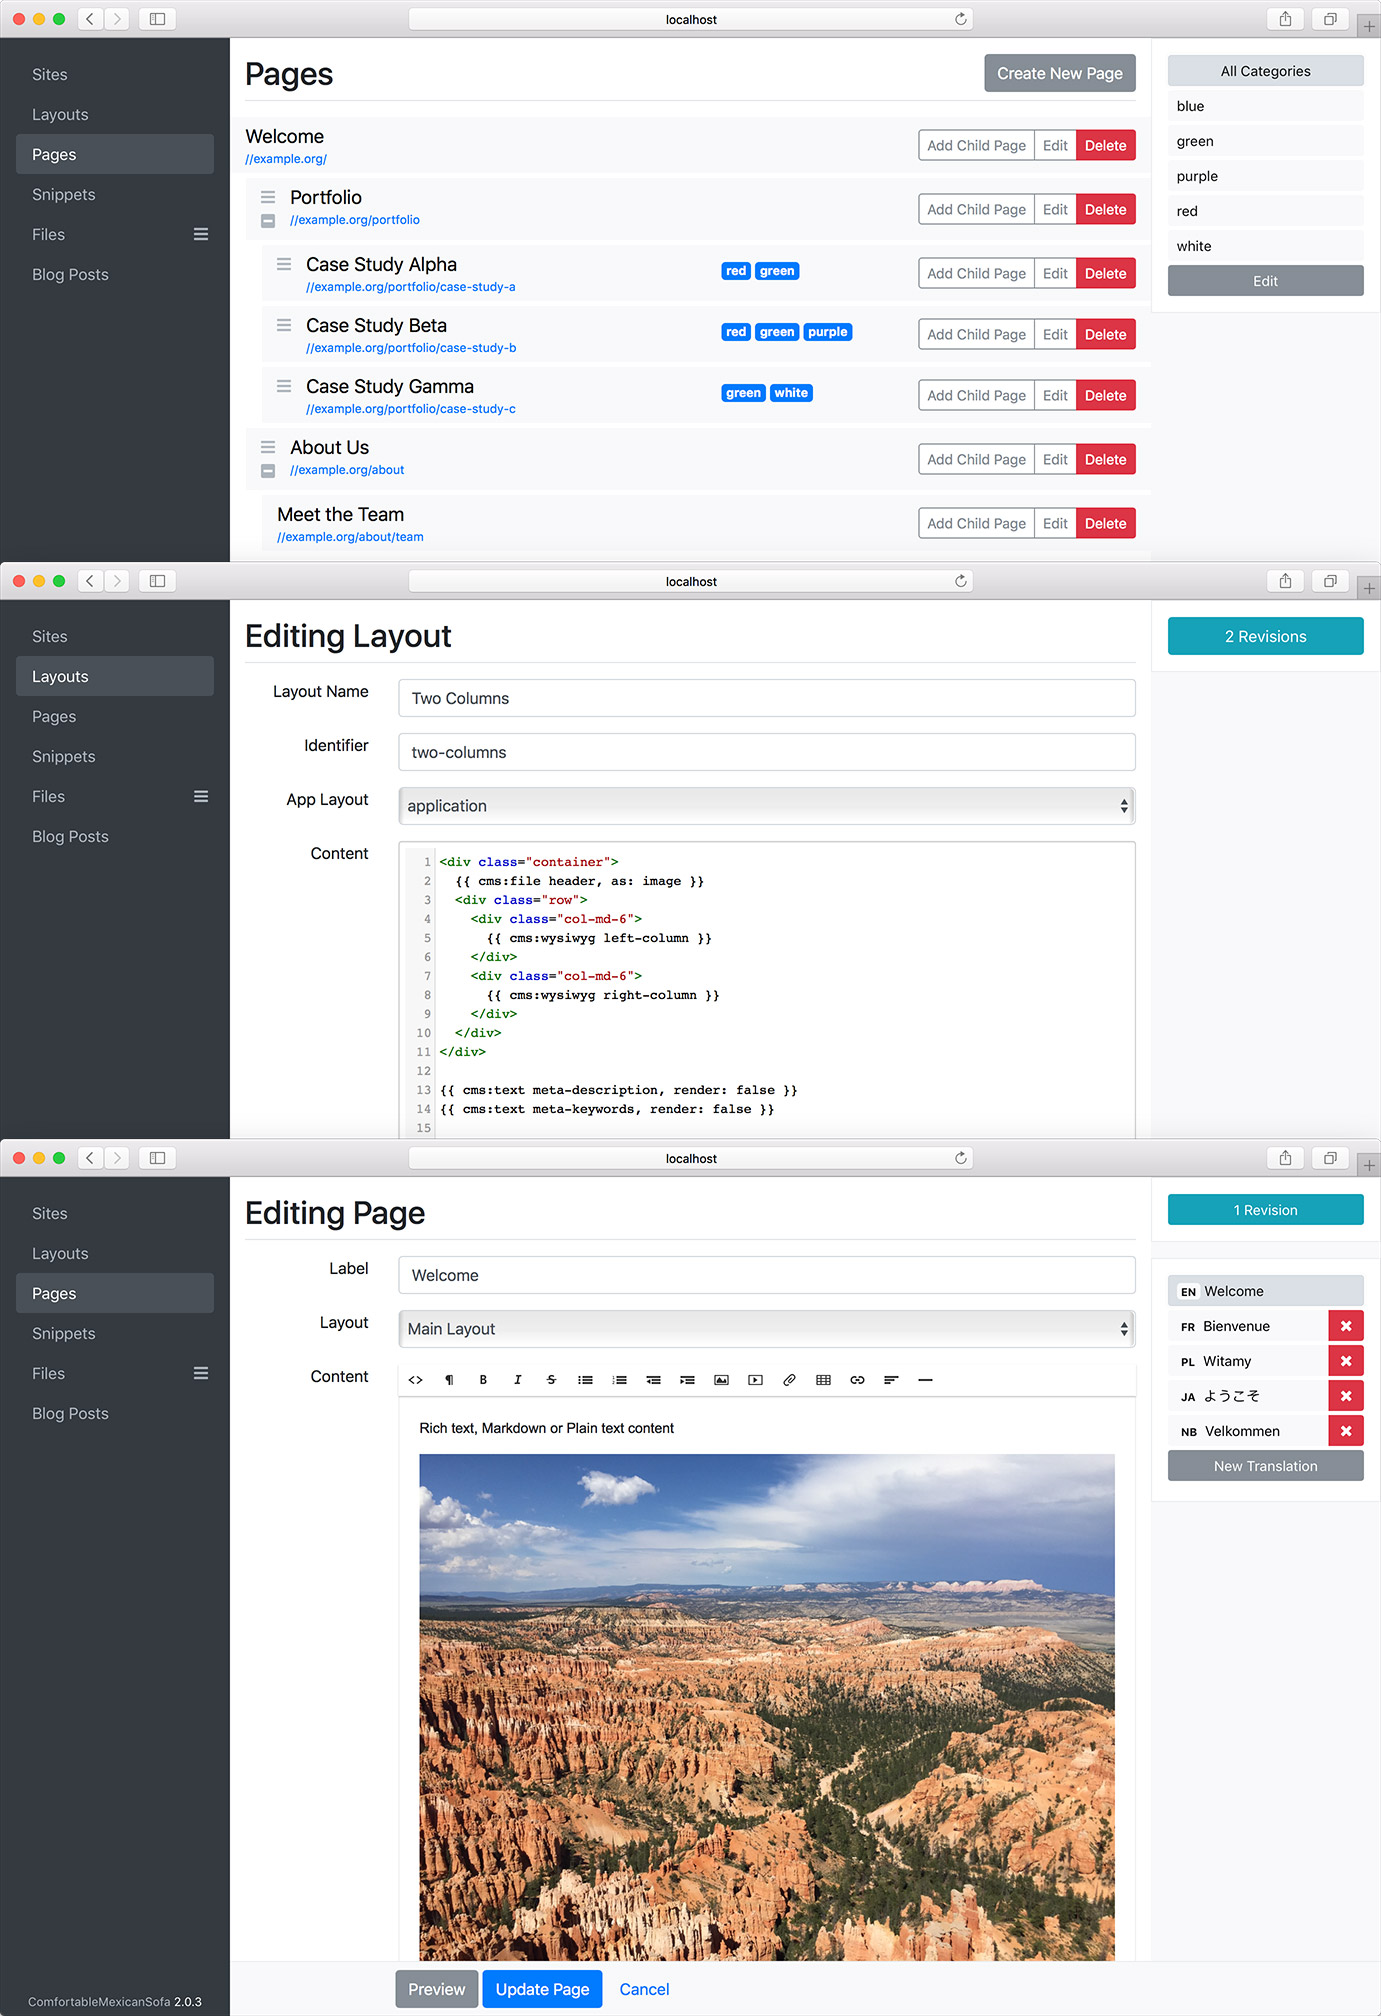 localhost
Sites
Layouts
Pages
Snippets
Files
Blog Posts
Pages
Create New Page
Welcome
//example.org/
Add Child Page Edit Delete
Portfolio
//example.org/portfolio
Add Child Page Edit Delete
Case Study Alpha
//example.org/portfolio/case-study-a
red green
Add Child Page Edit Delete
Case Study Beta
//example.org/portfolio/case-study-b
red green purple
Add Child Page Edit Delete
Case Study Gamma
//example.org/portfolio/case-study-c
green white
Add Child Page Edit Delete
About Us
//example.org/about
Add Child Page Edit Delete
Meet the Team
//example.org/about/team
Add Child Page Edit Delete
All Categories
blue
green
purple
red
white
Edit
localhost
Sites
Layouts
Pages
Snippets
Files
Blog Posts
Editing Layout
Layout Name Two Columns
Identifier two-columns
App Layout application
Content
1 <div class="container">
2 {{ cms:file header, as: image }}
3 <div class="row">
4 <div class="col-md-6">
5 {{ cms:wysiwyg left-column }}
6 </div>
7 <div class="col-md-6">
8 {{ cms:wysiwyg right-column }}
9 </div>
10 </div>
11 </div>
12
13 {{ cms:text meta-description, render: false }}
14 {{ cms:text meta-keywords, render: false }}
15
2 Revisions
localhost
Sites
Layouts
Pages
Snippets
Files
Blog Posts
ComfortableMexicanSofa 2.0.3
Editing Page
Label Welcome
Layout Main Layout
Content
Rich text, Markdown or Plain text content
Preview Update Page Cancel
1 Revision
EN Welcome
FR Bienvenue
PL Witamy
JA ようこそ
NB Velkommen
New Translation